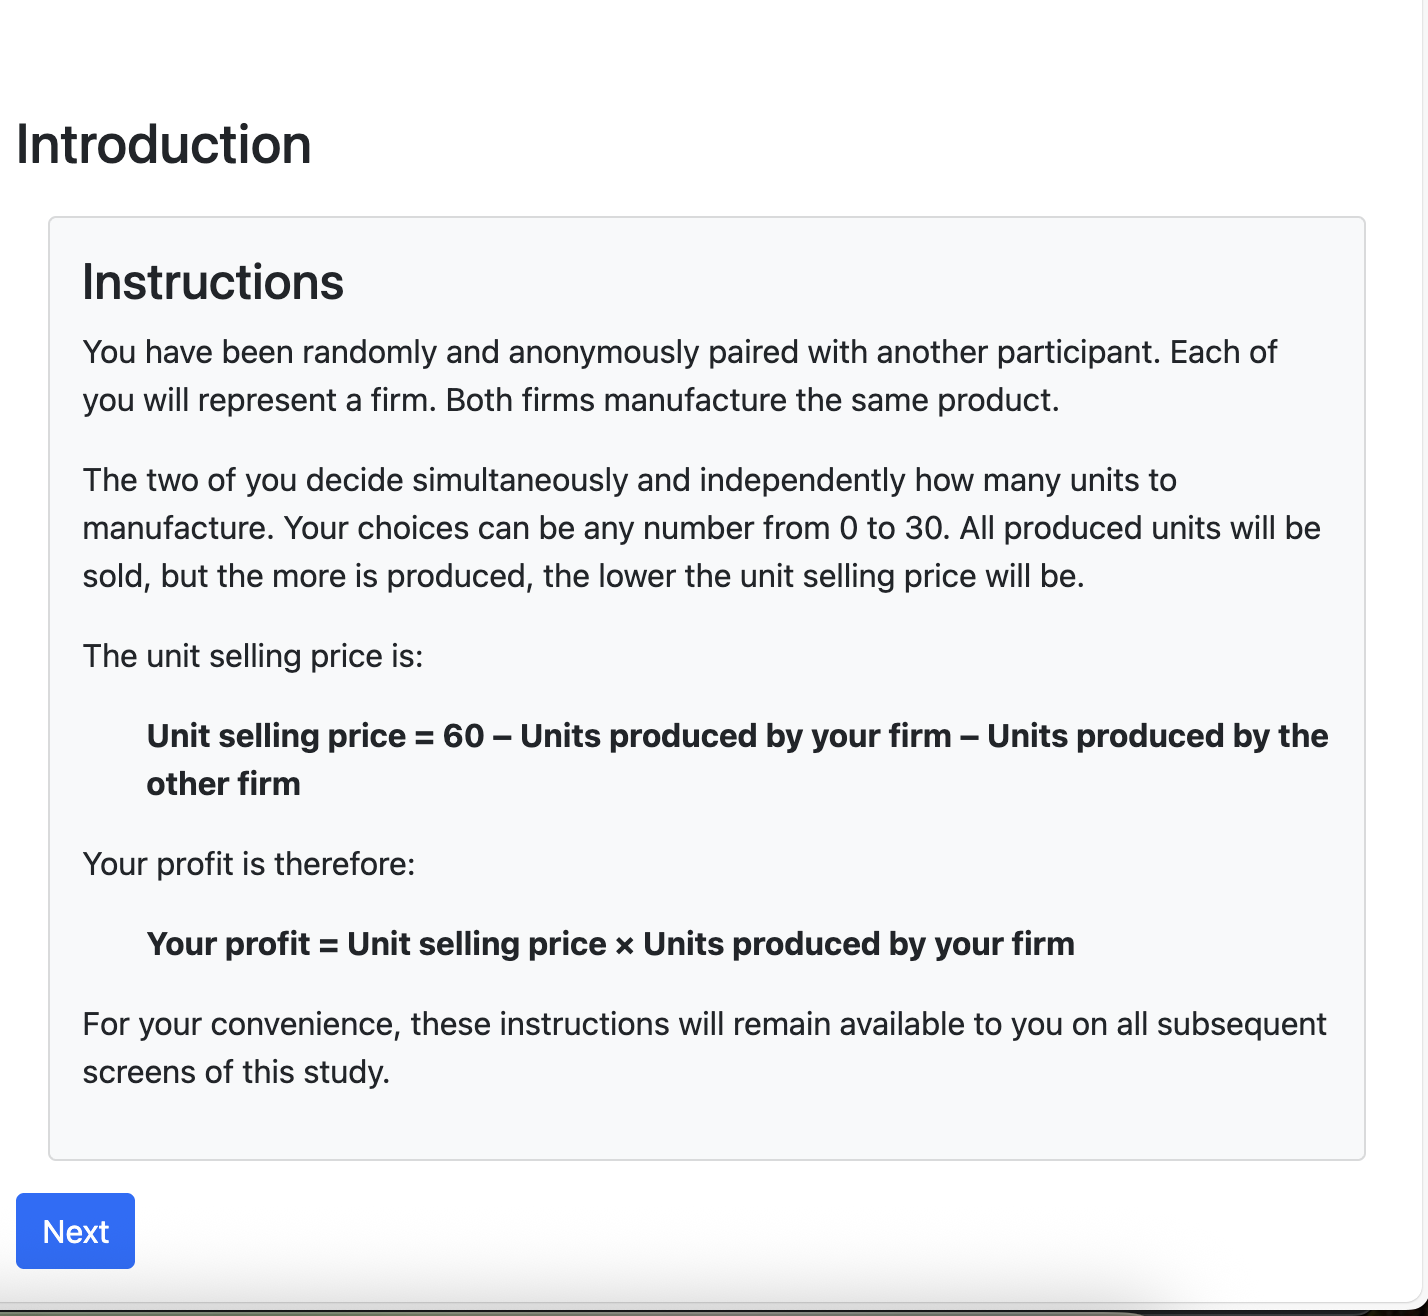 Introduction
Instructions
You have been randomly and anonymously paired with another participant. Each of
you will represent a firm. Both firms manufacture the same product.
The two of you decide simultaneously and independently how many units to
manufacture. Your choices can be any number from 0 to 30. All produced units will be
sold, but the more is produced, the lower the unit selling price will be.
The unit selling price is:
Unit selling price = 60 – Units produced by your firm – Units produced by the
other firm
Your profit is therefore:
Your profit = Unit selling price × Units produced by your firm
For your convenience, these instructions will remain available to you on all subsequent
screens of this study.
Next